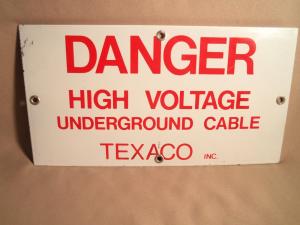 DANGER
HIGH VOLTAGE
UNDERGROUND CABLE
TEXACO INC.